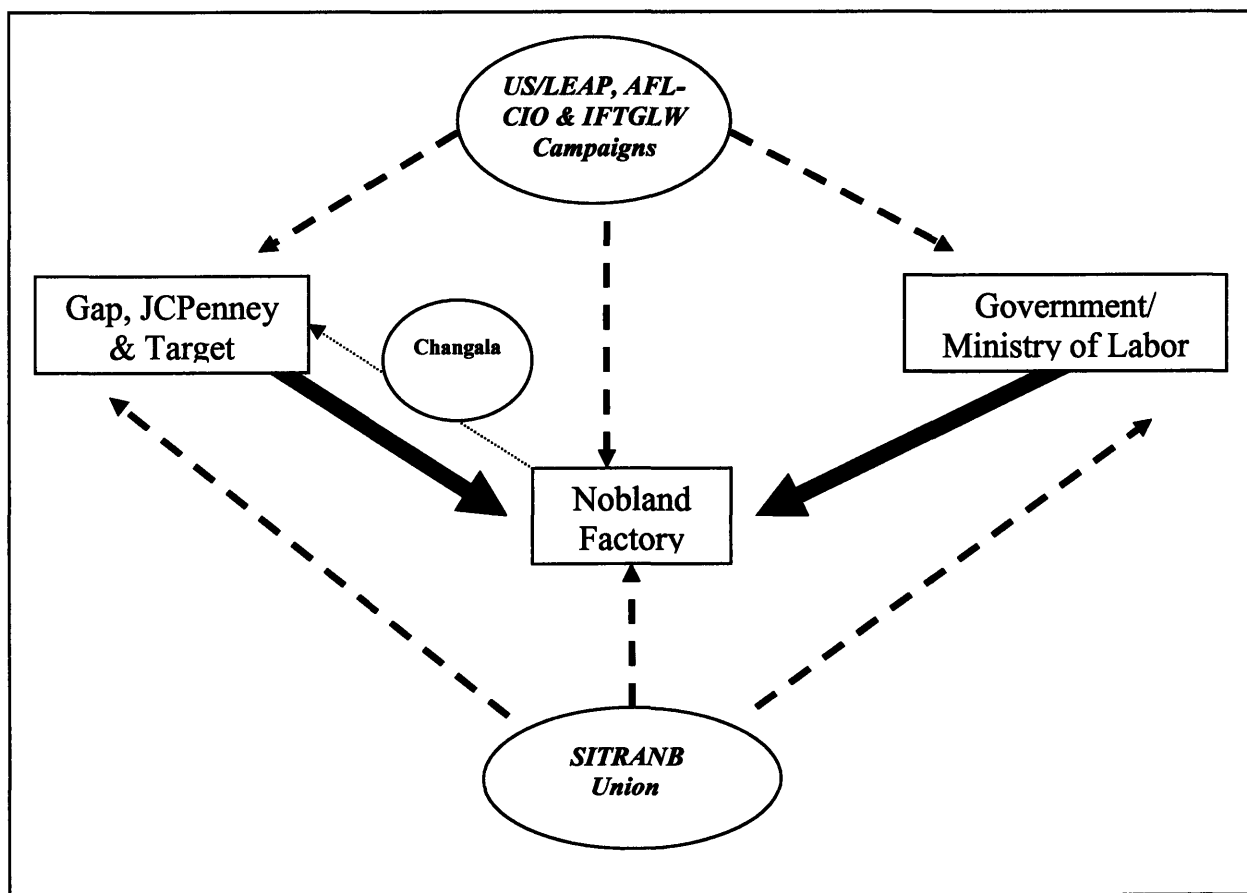 US/LEAP, AFL-
CIO & IFTGLW
Campaigns
Gap, JCPenney
& Target
Changala
Government/
Ministry of Labor
Nobland
Factory
SITRANB
Union